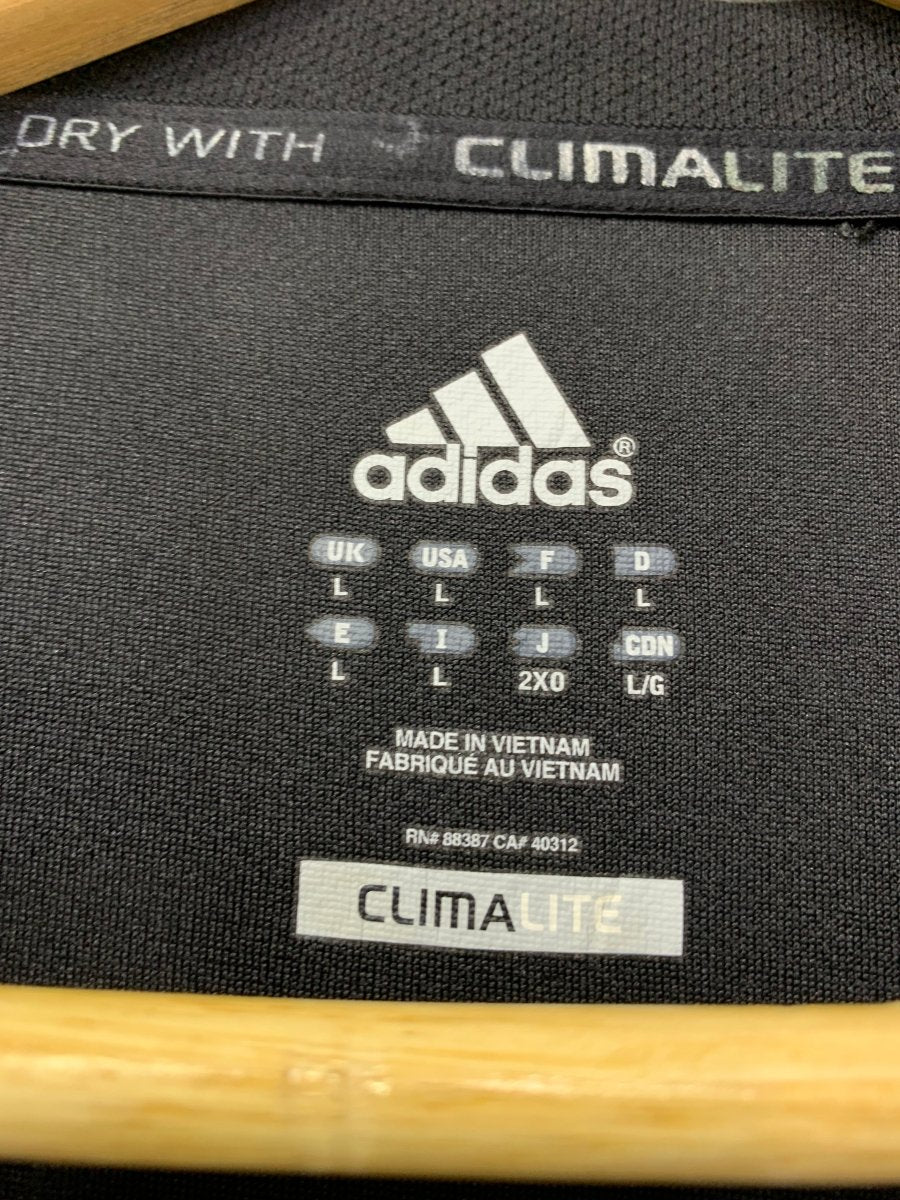 DRY WITH CLIMALITE
adidas®
UK USA F D
L L L L
E I J CDN
L L 2XO L/G
MADE IN VIETNAM
FABRIQUÉ AU VIETNAM
RN# 88387 CA# 40312
CLIMALITE